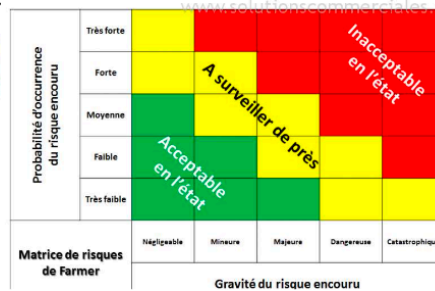 www.solutionscommerciales.
Probabilité d'occurrence
du risque encouru
Très forte
Forte
Moyenne
Faible
Très faible
Inacceptable
en l'état
A surveiller de près
Acceptable
en l'état
Matrice de risques
de Farmer
Négligeable
Mineure
Majeure
Dangereuse
Catastrophique
Gravité du risque encouru